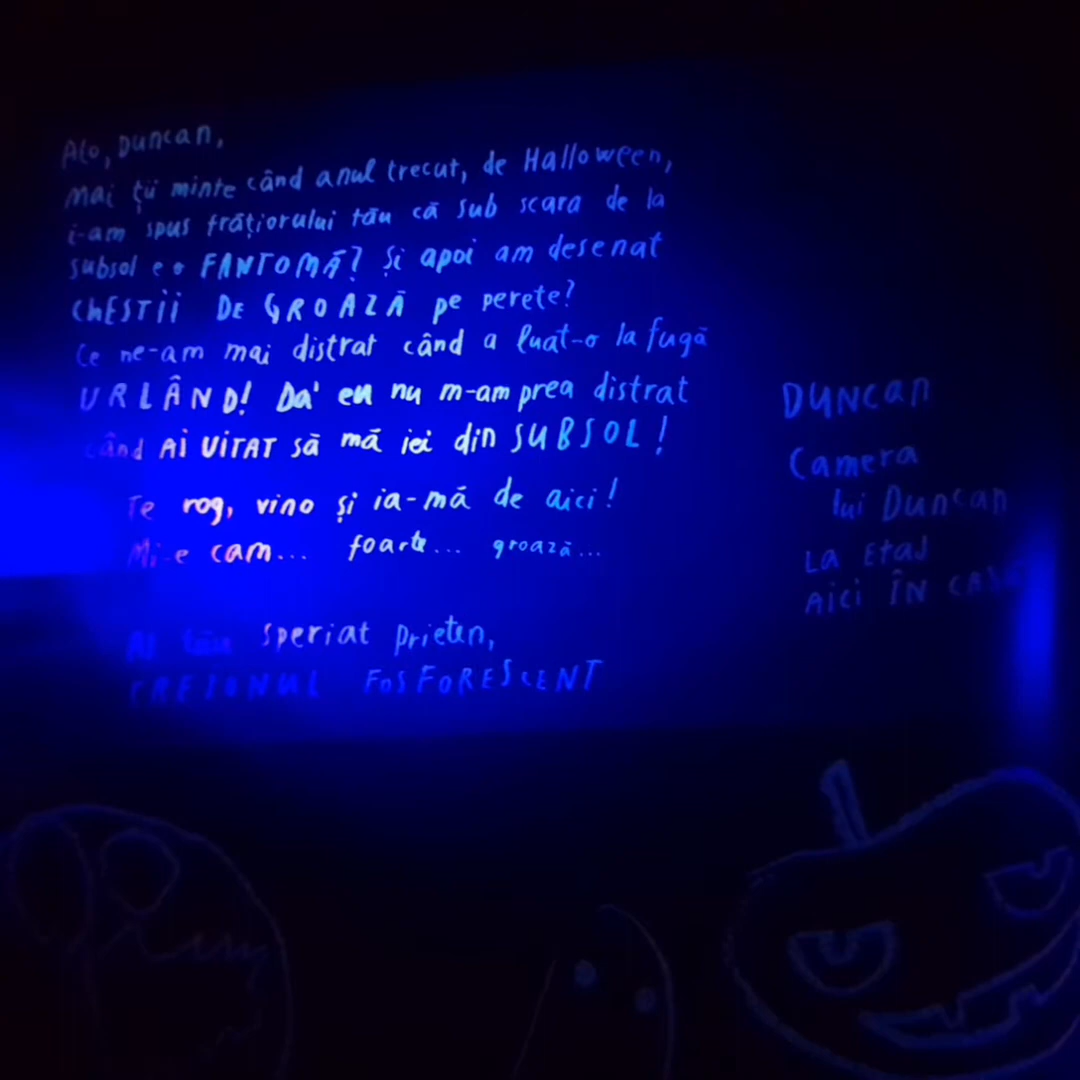 Alo, Duncan,
mai ții minte când anul trecut, de Halloween,
i-am spus frățiorului tău că sub scara de la
subsol e o FANTOMĂ? Și apoi am desenat
ChESTii DE GROAZĂ pe perete?
Ce ne-am mai distrat când a luat-o la fugă
URLÂND! Da' eu nu m-am prea distrat
când Ai UiTAT să mă iei din SUBSOL!
Te rog, vino și ia-mă de aici!
Mi-e cam... foarte... groază...
Al tău speriat prieten,
CREIONUL FOSFORESCENT
DUNCan
Camera
lui Duncan
LA Etaj
Aici ÎN CASĂ